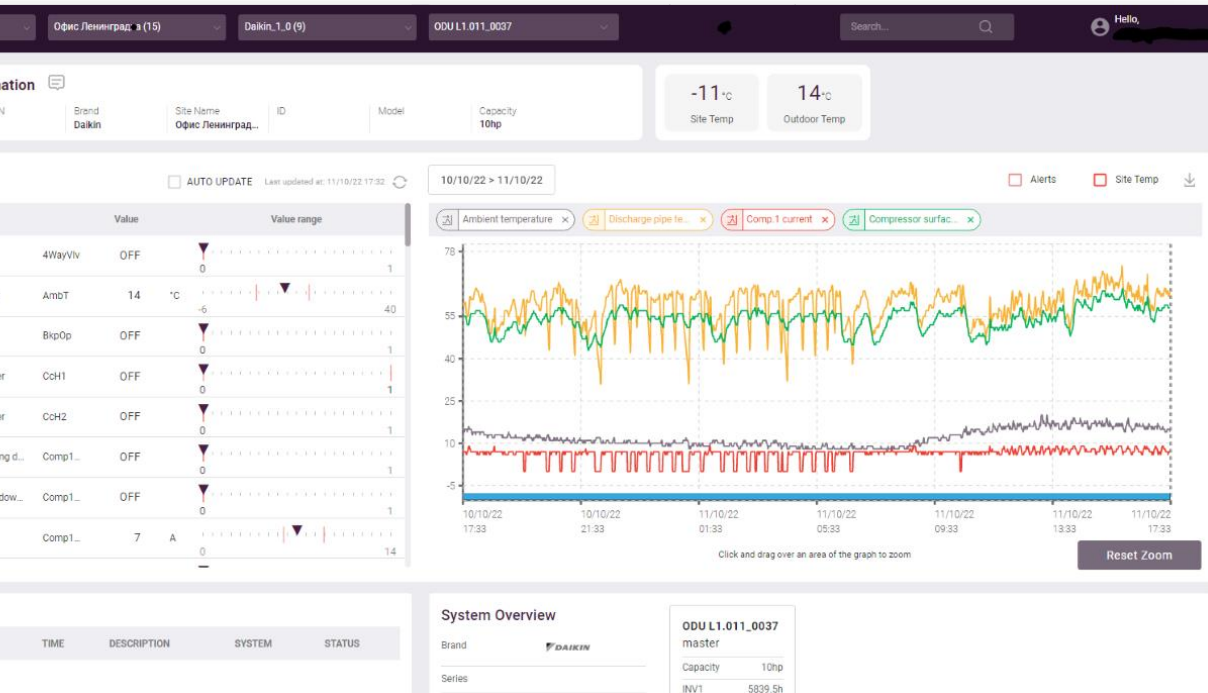 Офис Ленинград а (15) Daikin_1_0 (9) ODU L1.011_0037 Search... Hello,
ation
N Brand Site Name ID Model Capacity
Daikin Офис Ленинград... 10hp
-11°C 14°C
Site Temp Outdoor Temp
AUTO UPDATE Last updated at: 11/10/22 17:32
Value Value range
4WayVlv OFF
0 1
AmbT 14 °C
-6 40
BkpOp OFF
0 1
er CcH1 OFF
0 1
er CcH2 OFF
0 1
ng d... Comp1... OFF
0 1
dow... Comp1... OFF
0 1
Comp1... 7 A
0 14
10/10/22 > 11/10/22
Alerts Site Temp
Ambient temperature × Discharge pipe te... × Comp.1 current × Compressor surfac... ×
78
55
40
25
10
-5
10/10/22 10/10/22 11/10/22 11/10/22 11/10/22 11/10/22 11/10/22
17:33 21:33 01:33 05:33 09:33 13:33 17:33
Click and drag over an area of the graph to zoom
Reset Zoom
TIME DESCRIPTION SYSTEM STATUS
System Overview
Brand DAIKIN
Series
ODU L1.011_0037
master
Capacity 10hp
INV1 5839.5h